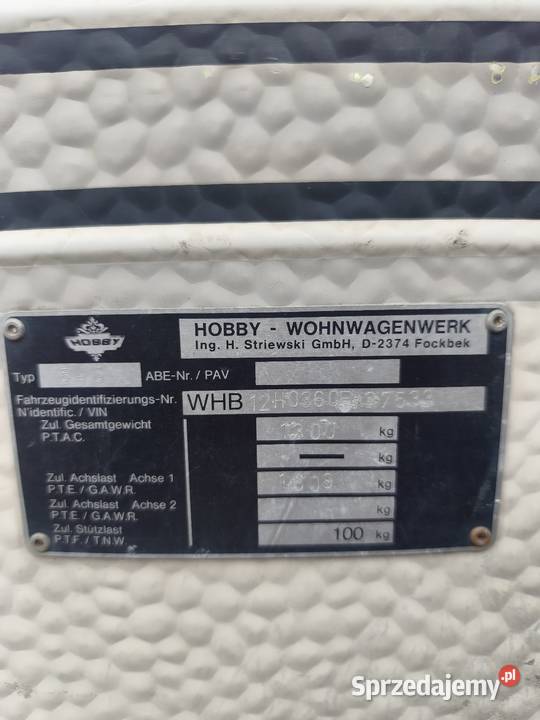 HOBBY
HOBBY - WOHNWAGENWERK
Ing. H. Striewski GmbH, D-2374 Fockbek
Typ ABE-Nr. / PAV
Fahrzeugidentifizierungs-Nr.
N'identific. / VIN
WHB
Zul. Gesamtgewicht
P.T.A.C.
1300 kg
— kg
Zul. Achslast Achse 1
P.T.E./G.A.W.R.
kg
Zul. Achslast Achse 2
P.T.E./G.A.W.R.
kg
Zul. Stützlast
P.T.F./T.N.W.
100 kg
Sprzedajemy.pl